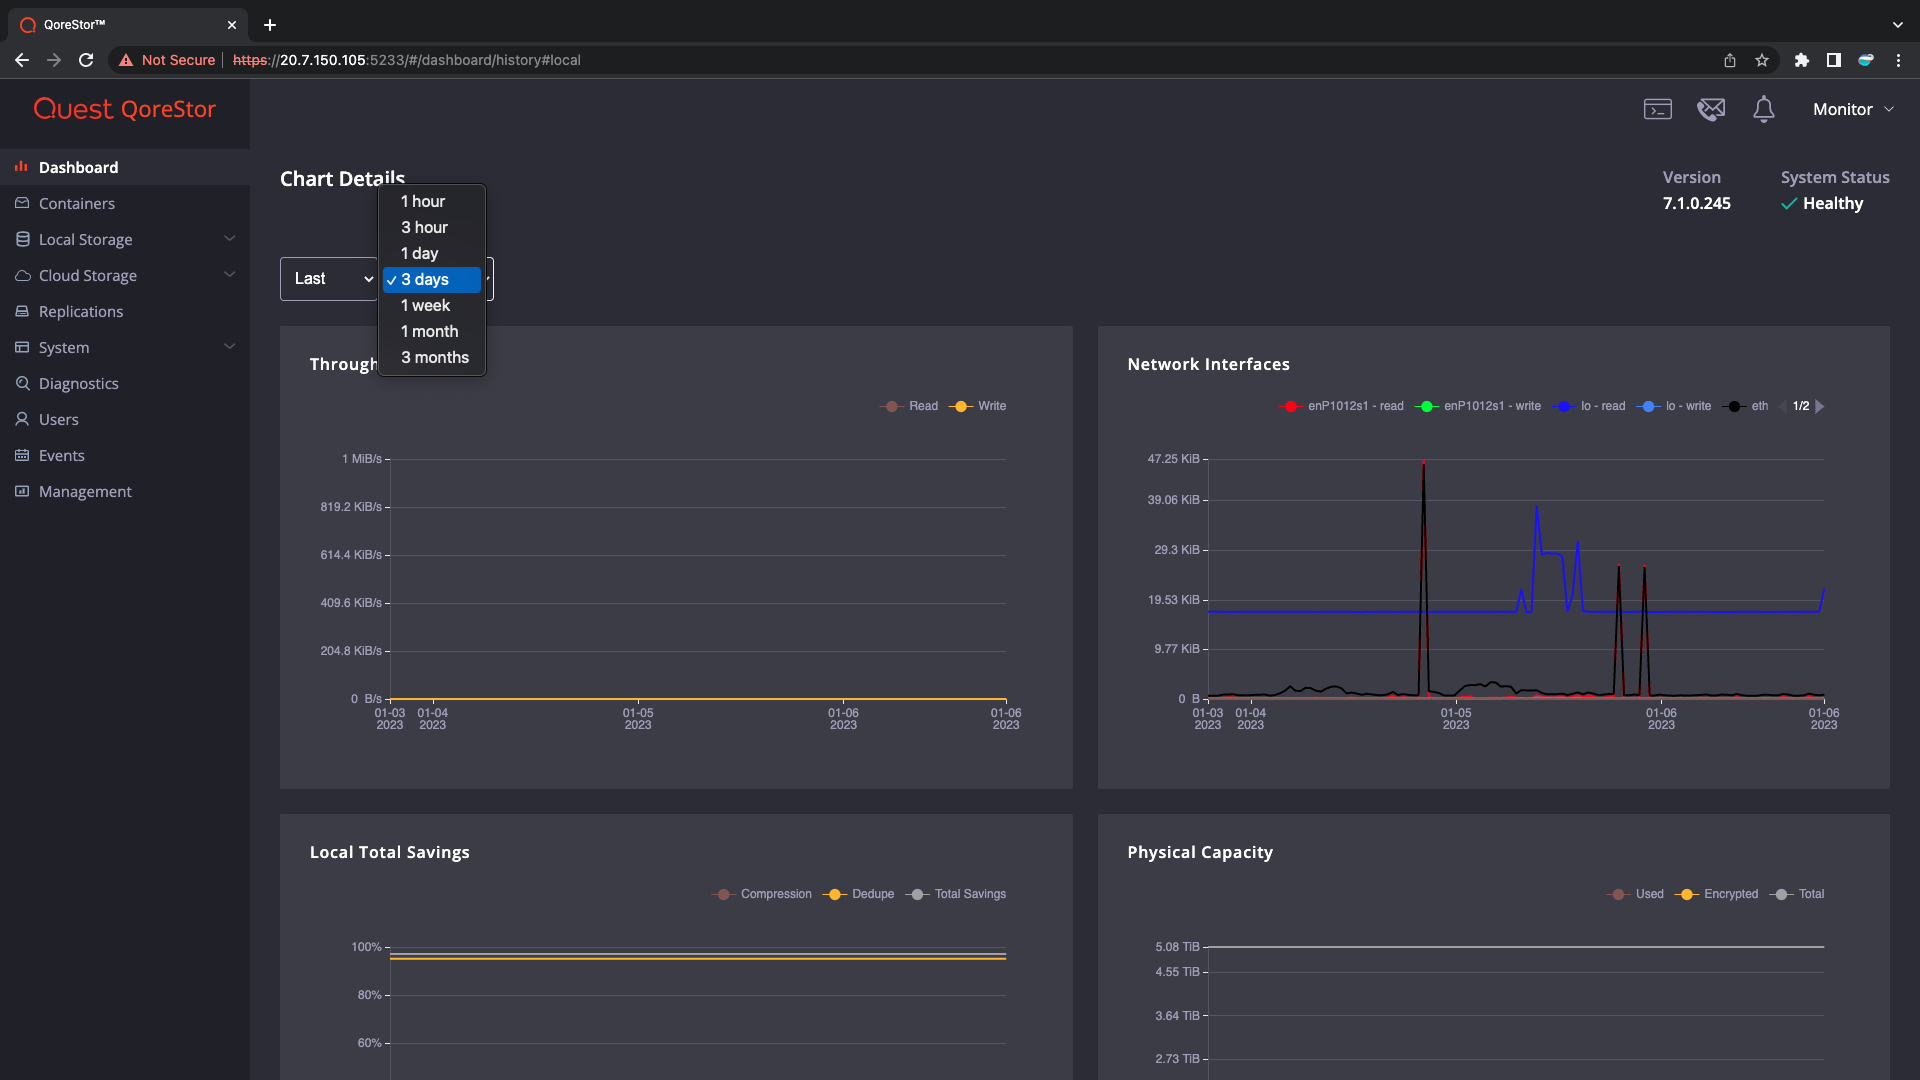 QoreStor™
Not Secure https://20.7.150.105:5233/#/dashboard/history#local
Quest QoreStor
Monitor
Dashboard
Containers
Local Storage
Cloud Storage
Replications
System
Diagnostics
Users
Events
Management
Chart Details
Version
7.1.0.245
System Status
Healthy
Last
1 hour
3 hour
1 day
3 days
1 week
1 month
3 months
Through
Read Write
1 MiB/s
819.2 KiB/s
614.4 KiB/s
409.6 KiB/s
204.8 KiB/s
0 B/s
01-03 01-04 01-05 01-06 01-06
2023 2023 2023 2023 2023
Network Interfaces
enP1012s1 - read enP1012s1 - write lo - read lo - write eth 1/2
47.25 KiB
39.06 KiB
29.3 KiB
19.53 KiB
9.77 KiB
0 B
01-03 01-04 01-05 01-06 01-06
2023 2023 2023 2023 2023
Local Total Savings
Compression Dedupe Total Savings
100%
80%
60%
Physical Capacity
Used Encrypted Total
5.08 TiB
4.55 TiB
3.64 TiB
2.73 TiB